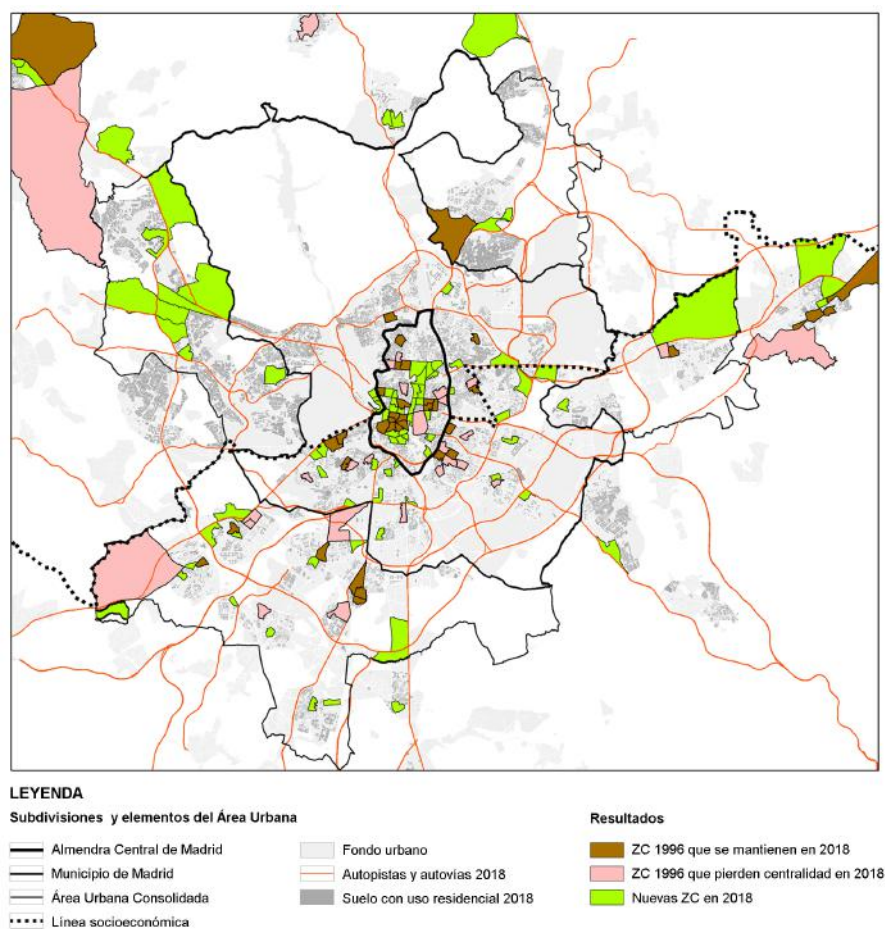 LEYENDA
Subdivisiones y elementos del Área Urbana
Almendra Central de Madrid
Municipio de Madrid
Área Urbana Consolidada
Línea socioeconómica
Fondo urbano
Autopistas y autovías 2018
Suelo con uso residencial 2018
Resultados
ZC 1996 que se mantienen en 2018
ZC 1996 que pierden centralidad en 2018
Nuevas ZC en 2018